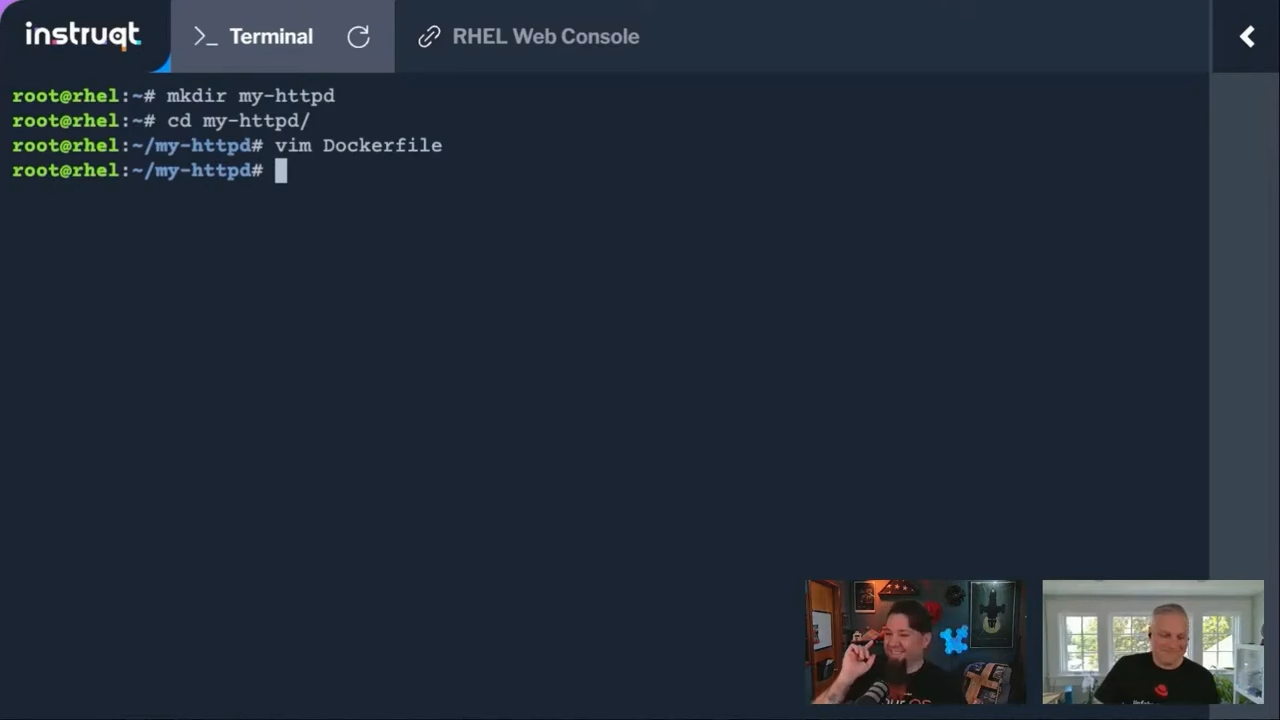 instruqt
>_ Terminal
RHEL Web Console
root@rhel:~# mkdir my-httpd
root@rhel:~# cd my-httpd/
root@rhel:~/my-httpd# vim Dockerfile
root@rhel:~/my-httpd#